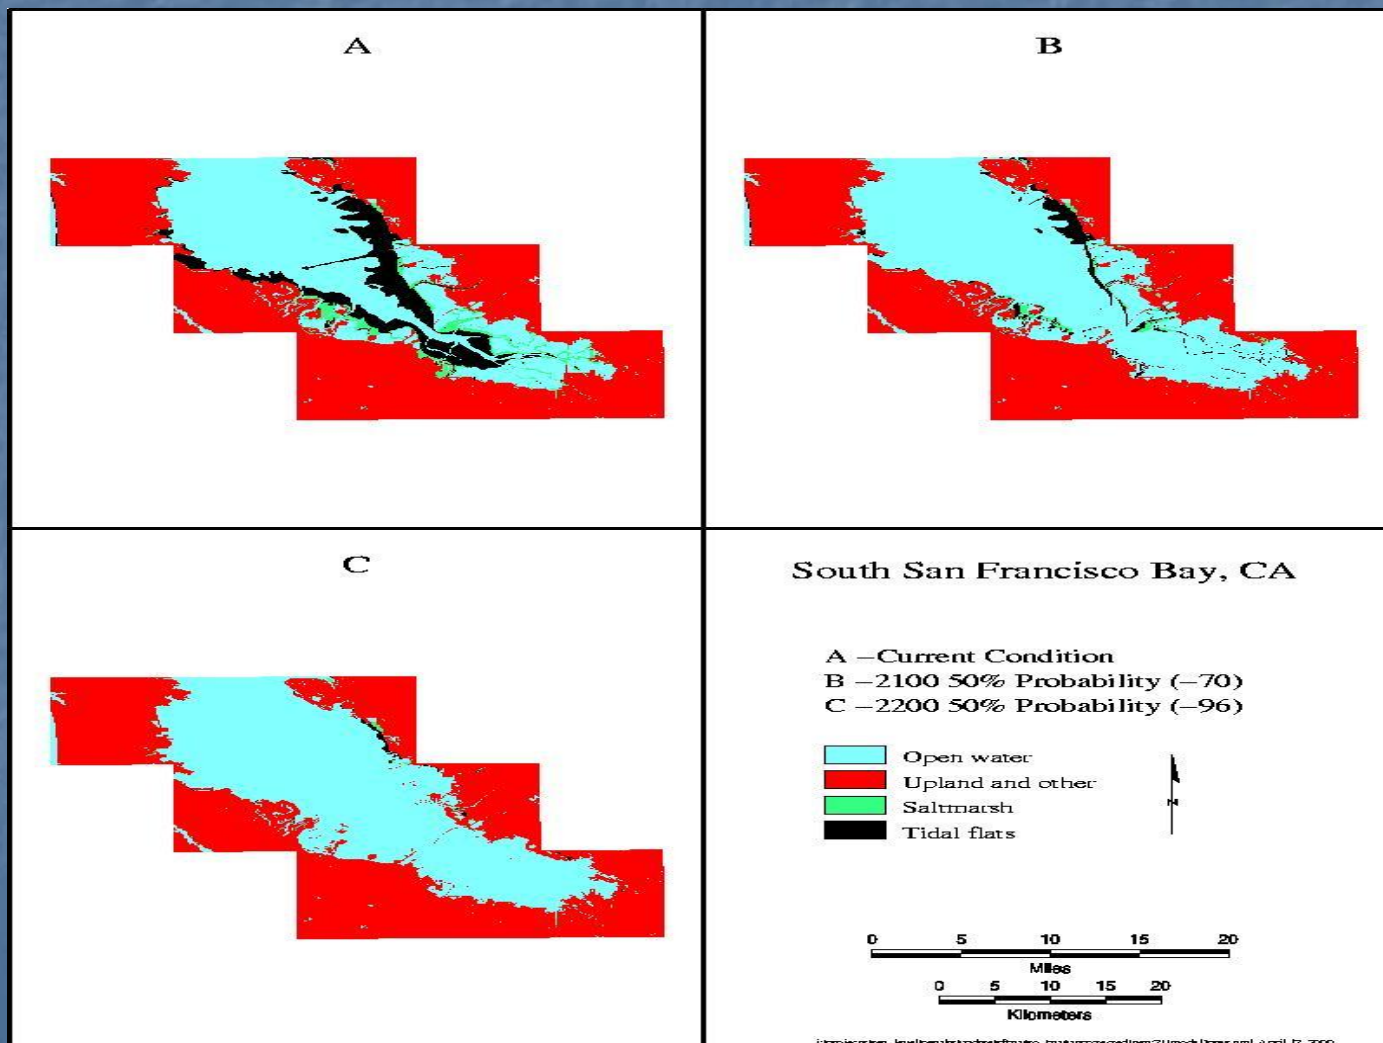 A
B
C
South San Francisco Bay, CA
A –Current Condition
B –2100 50% Probability (–70)
C –2200 50% Probability (–96)
Open water
Upland and other
Saltmarsh
Tidal flats
N
0 5 10 15 20
Miles
0 5 10 15 20
Kilometers